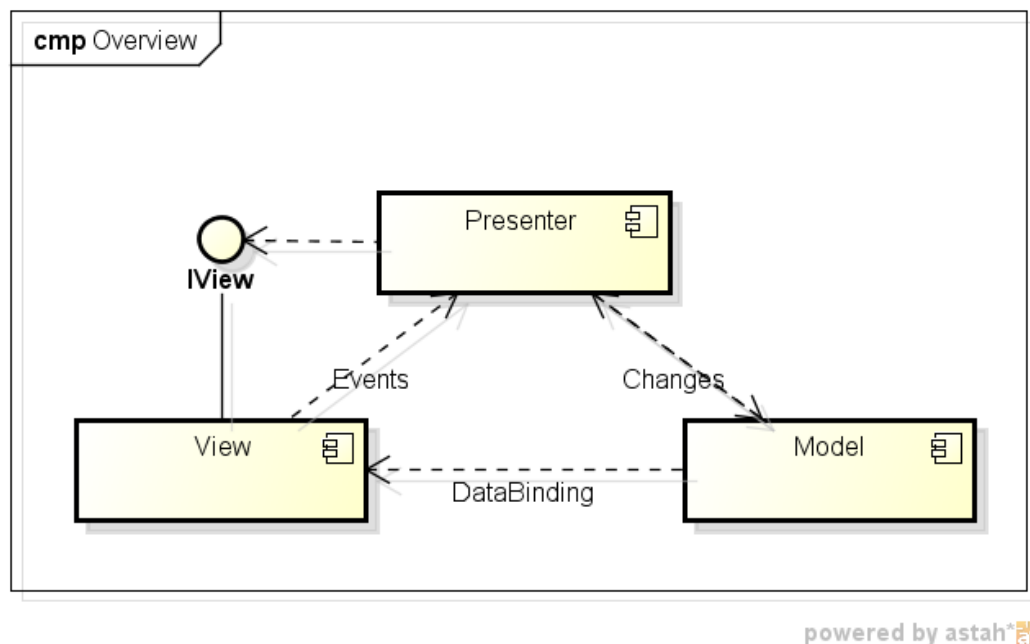 cmp Overview
Presenter
IView
Events
Changes
View
Model
DataBinding
powered by astah*